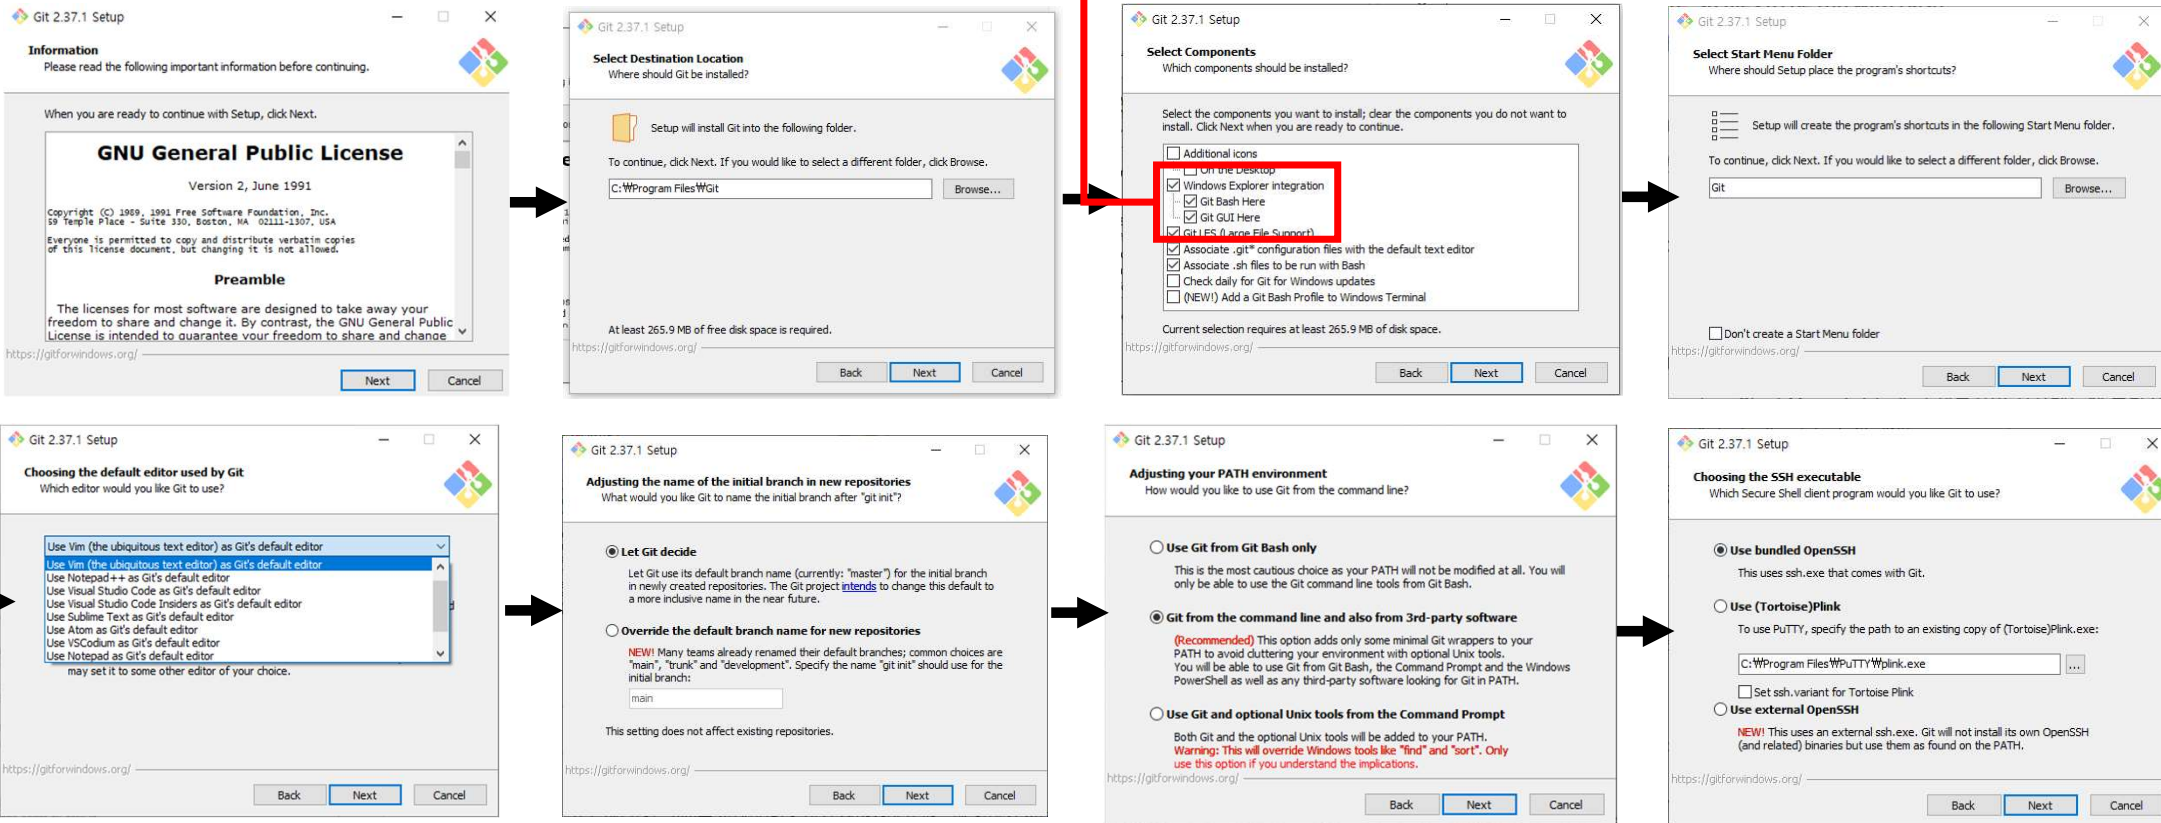 Git 2.37.1 Setup
Information
Please read the following important information before continuing.
When you are ready to continue with Setup, click Next.
GNU General Public License
Version 2, June 1991
Copyright (C) 1989, 1991 Free Software Foundation, Inc.
59 Temple Place - Suite 330, Boston, MA 02111-1307, USA
Everyone is permitted to copy and distribute verbatim copies
of this license document, but changing it is not allowed.
Preamble
The licenses for most software are designed to take away your
freedom to share and change it. By contrast, the GNU General Public
License is intended to guarantee your freedom to share and change
https://gitforwindows.org/
Next
Cancel
Git 2.37.1 Setup
Select Destination Location
Where should Git be installed?
Setup will install Git into the following folder.
To continue, click Next. If you would like to select a different folder, click Browse.
C:₩Program Files₩Git
Browse...
At least 265.9 MB of free disk space is required.
https://gitforwindows.org/
Back
Next
Cancel
Git 2.37.1 Setup
Select Components
Which components should be installed?
Select the components you want to install; clear the components you do not want to
install. Click Next when you are ready to continue.
Additional icons
On the Desktop
Windows Explorer integration
Git Bash Here
Git GUI Here
Git LFS (Large File Support)
Associate .git* configuration files with the default text editor
Associate .sh files to be run with Bash
Check daily for Git for Windows updates
(NEW!) Add a Git Bash Profile to Windows Terminal
Current selection requires at least 265.9 MB of disk space.
https://gitforwindows.org/
Back
Next
Cancel
Git 2.37.1 Setup
Select Start Menu Folder
Where should Setup place the program's shortcuts?
Setup will create the program's shortcuts in the following Start Menu folder.
To continue, click Next. If you would like to select a different folder, click Browse.
Git
Browse...
Don't create a Start Menu folder
https://gitforwindows.org/
Back
Next
Cancel
Git 2.37.1 Setup
Choosing the default editor used by Git
Which editor would you like Git to use?
Use Vim (the ubiquitous text editor) as Git's default editor
Use Vim (the ubiquitous text editor) as Git's default editor
Use Notepad++ as Git's default editor
Use Visual Studio Code as Git's default editor
Use Visual Studio Code Insiders as Git's default editor
Use Sublime Text as Git's default editor
Use Atom as Git's default editor
Use VSCodium as Git's default editor
Use Notepad as Git's default editor
may set it to some other editor of your choice.
https://gitforwindows.org/
Back
Next
Cancel
Git 2.37.1 Setup
Adjusting the name of the initial branch in new repositories
What would you like Git to name the initial branch after "git init"?
Let Git decide
Let Git use its default branch name (currently: "master") for the initial branch
in newly created repositories. The Git project intends to change this default to
a more inclusive name in the near future.
Override the default branch name for new repositories
NEW! Many teams already renamed their default branches; common choices are
"main", "trunk" and "development". Specify the name "git init" should use for the
initial branch:
main
This setting does not affect existing repositories.
https://gitforwindows.org/
Back
Next
Cancel
Git 2.37.1 Setup
Adjusting your PATH environment
How would you like to use Git from the command line?
Use Git from Git Bash only
This is the most cautious choice as your PATH will not be modified at all. You will
only be able to use the Git command line tools from Git Bash.
Git from the command line and also from 3rd-party software
(Recommended) This option adds only some minimal Git wrappers to your
PATH to avoid cluttering your environment with optional Unix tools.
You will be able to use Git from Git Bash, the Command Prompt and the Windows
PowerShell as well as any third-party software looking for Git in PATH.
Use Git and optional Unix tools from the Command Prompt
Both Git and the optional Unix tools will be added to your PATH.
Warning: This will override Windows tools like "find" and "sort". Only
use this option if you understand the implications.
https://gitforwindows.org/
Back
Next
Cancel
Git 2.37.1 Setup
Choosing the SSH executable
Which Secure Shell client program would you like Git to use?
Use bundled OpenSSH
This uses ssh.exe that comes with Git.
Use (Tortoise)Plink
To use PuTTY, specify the path to an existing copy of (Tortoise)Plink.exe:
C:₩Program Files₩PuTTY₩plink.exe
...
Set ssh.variant for Tortoise Plink
Use external OpenSSH
NEW! This uses an external ssh.exe. Git will not install its own OpenSSH
(and related) binaries but use them as found on the PATH.
https://gitforwindows.org/
Back
Next
Cancel